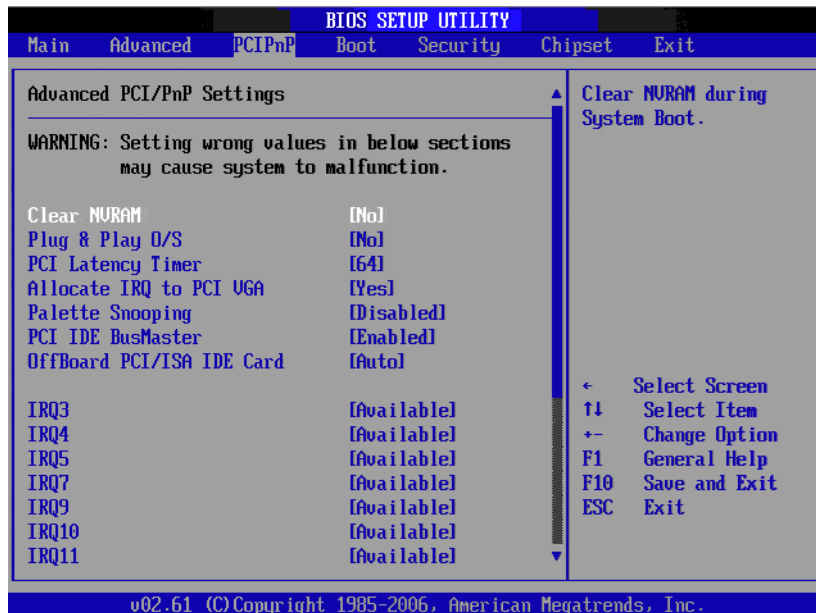 BIOS SETUP UTILITY
Main Advanced PCIPnP Boot Security Chipset Exit
Advanced PCI/PnP Settings
WARNING: Setting wrong values in below sections
may cause system to malfunction.
Clear NVRAM [No]
Plug & Play O/S [No]
PCI Latency Timer [64]
Allocate IRQ to PCI VGA [Yes]
Palette Snooping [Disabled]
PCI IDE BusMaster [Enabled]
OffBoard PCI/ISA IDE Card [Auto]
IRQ3 [Available]
IRQ4 [Available]
IRQ5 [Available]
IRQ7 [Available]
IRQ9 [Available]
IRQ10 [Available]
IRQ11 [Available]
Clear NVRAM during
System Boot.
← Select Screen
↑↓ Select Item
+- Change Option
F1 General Help
F10 Save and Exit
ESC Exit
v02.61 (C)Copyright 1985-2006, American Megatrends, Inc.